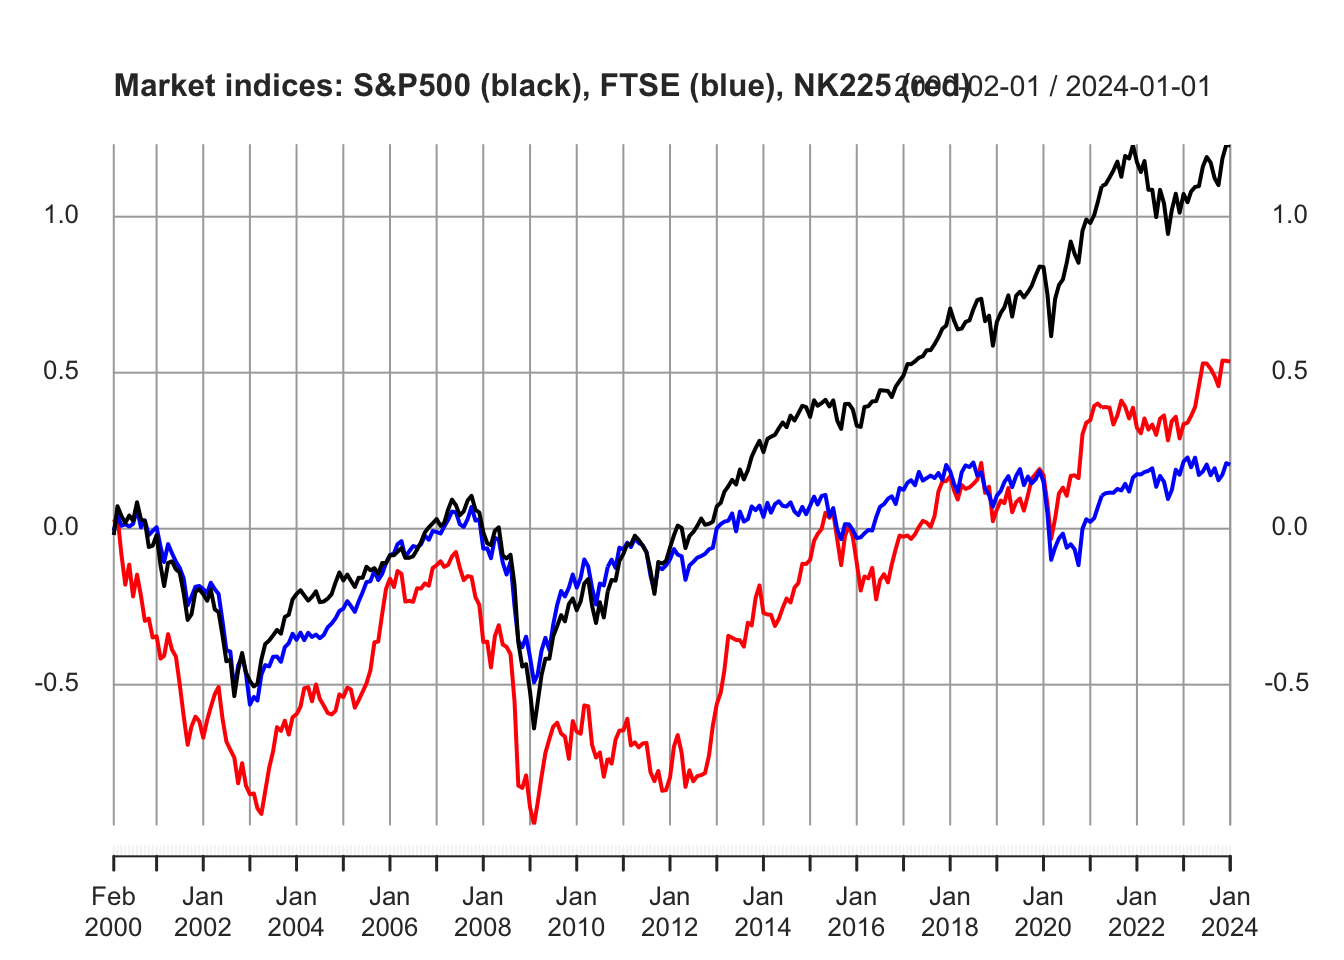 Market indices: S&P500 (black), FTSE (blue), NK225 (red) 2000-02-01 / 2024-01-01
1.0 1.0
0.5 0.5
0.0 0.0
-0.5 -0.5
Feb Jan Jan Jan Jan Jan Jan Jan Jan Jan Jan Jan Jan
2000 2002 2004 2006 2008 2010 2012 2014 2016 2018 2020 2022 2024